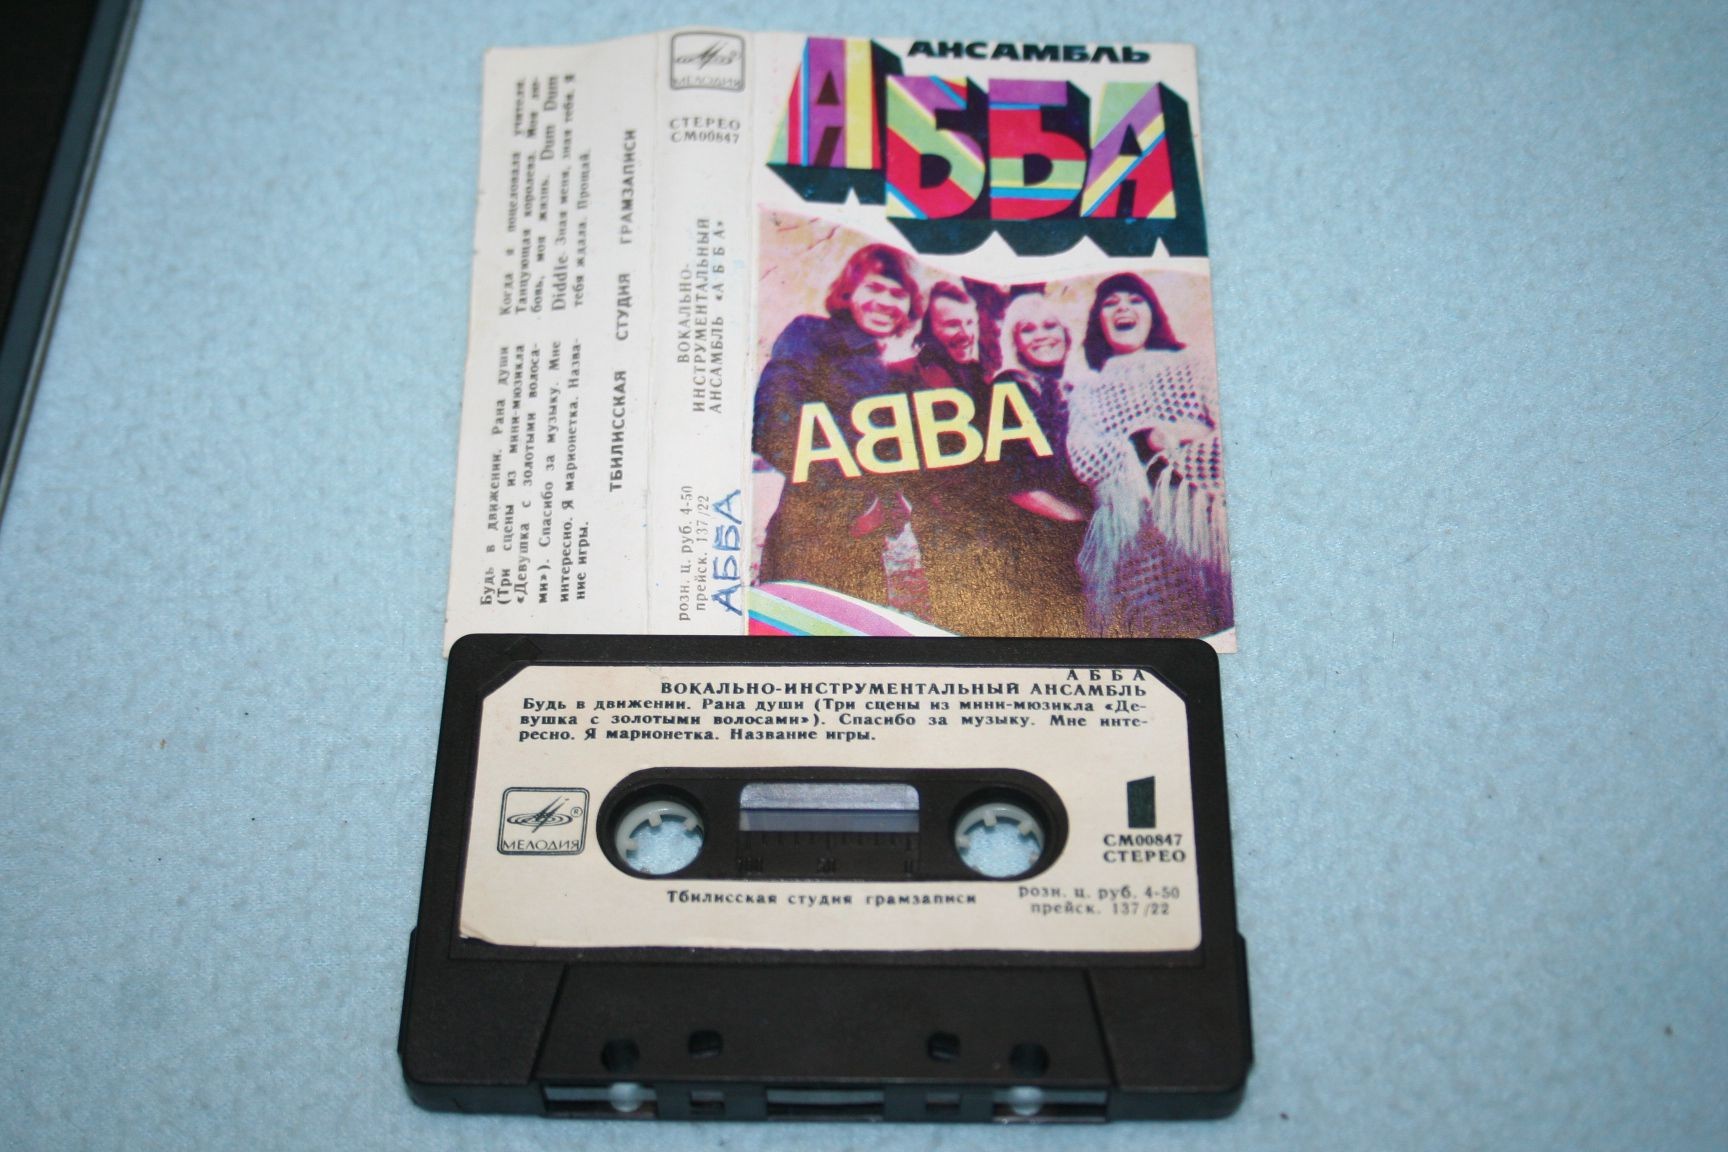 Будь в движении. Рана души
(Три сцены из мини-мюзикла
«Девушка с золотыми волоса-
ми»). Спасибо за музыку. Мне
интересно. Я марионетка. Назва-
ние игры.
Когда я поцеловала учителя.
Танцующая королева. Моя лю-
бовь, моя жизнь. Dum Dum
Diddle. Зная меня, зная тебя. Я
тебя ждала. Прощай.
ТБИЛИССКАЯ СТУДИЯ ГРАМЗАПИСИ
МЕЛОДИЯ
СТЕРЕО
СМ00847
ВОКАЛЬНО-
ИНСТРУМЕНТАЛЬНЫЙ
АНСАМБЛЬ «АББА»
розн. ц. руб. 4-50
прейск. 137/22
АББА
АНСАМБЛЬ
АББА
ABBA
АББА
ВОКАЛЬНО-ИНСТРУМЕНТАЛЬНЫЙ АНСАМБЛЬ
Будь в движении. Рана души (Три сцены из мини-мюзикла «Де-
вушка с золотыми волосами»). Спасибо за музыку. Мне инте-
ресно. Я марионетка. Название игры.
МЕЛОДИЯ ®
1
СМ00847
СТЕРЕО
Тбилисская студия грамзаписи
розн. ц. руб. 4-50
прейск. 137/22